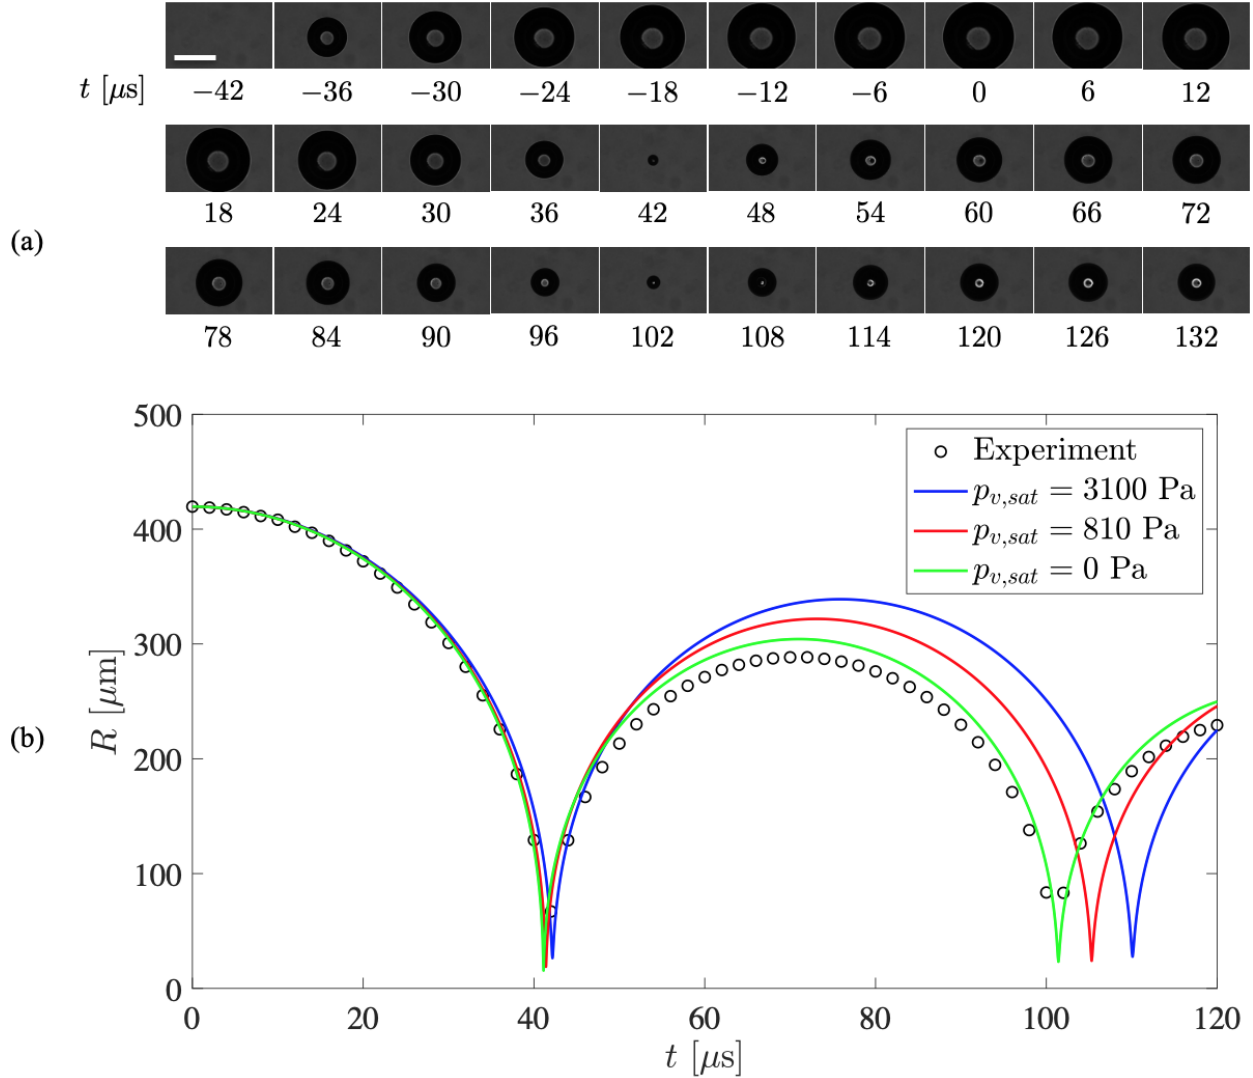 t [μs] −42 −36 −30 −24 −18 −12 −6 0 6 12
18 24 30 36 42 48 54 60 66 72
(a)
78 84 90 96 102 108 114 120 126 132
500
400
300
200
100
0
R [μm]
(b)
Experiment
p_{v,sat} = 3100 Pa
p_{v,sat} = 810 Pa
p_{v,sat} = 0 Pa
0 20 40 60 80 100 120
t [μs]